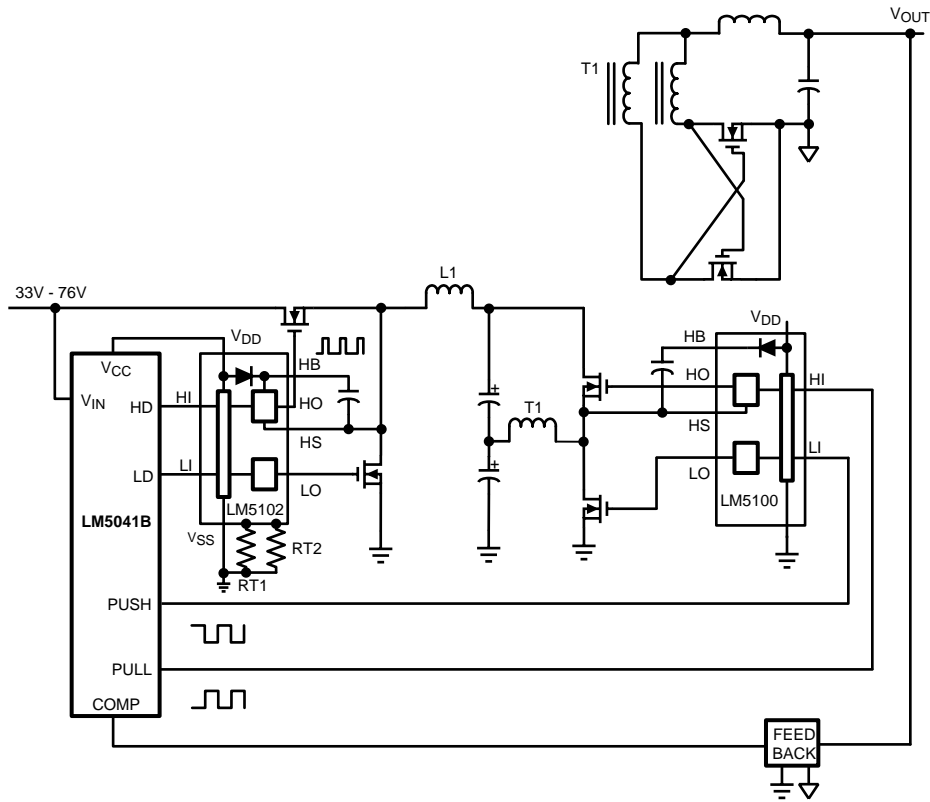 VOUT
T1
L1
33V - 76V
VDD
VDD
HB
HB
VCC
VIN
HD
HI
HO
HO
HI
HS
HS
LD
LI
LO
LO
LI
LM5041B
LM5102
LM5100
VSS
RT2
RT1
T1
PUSH
PULL
COMP
FEED
BACK